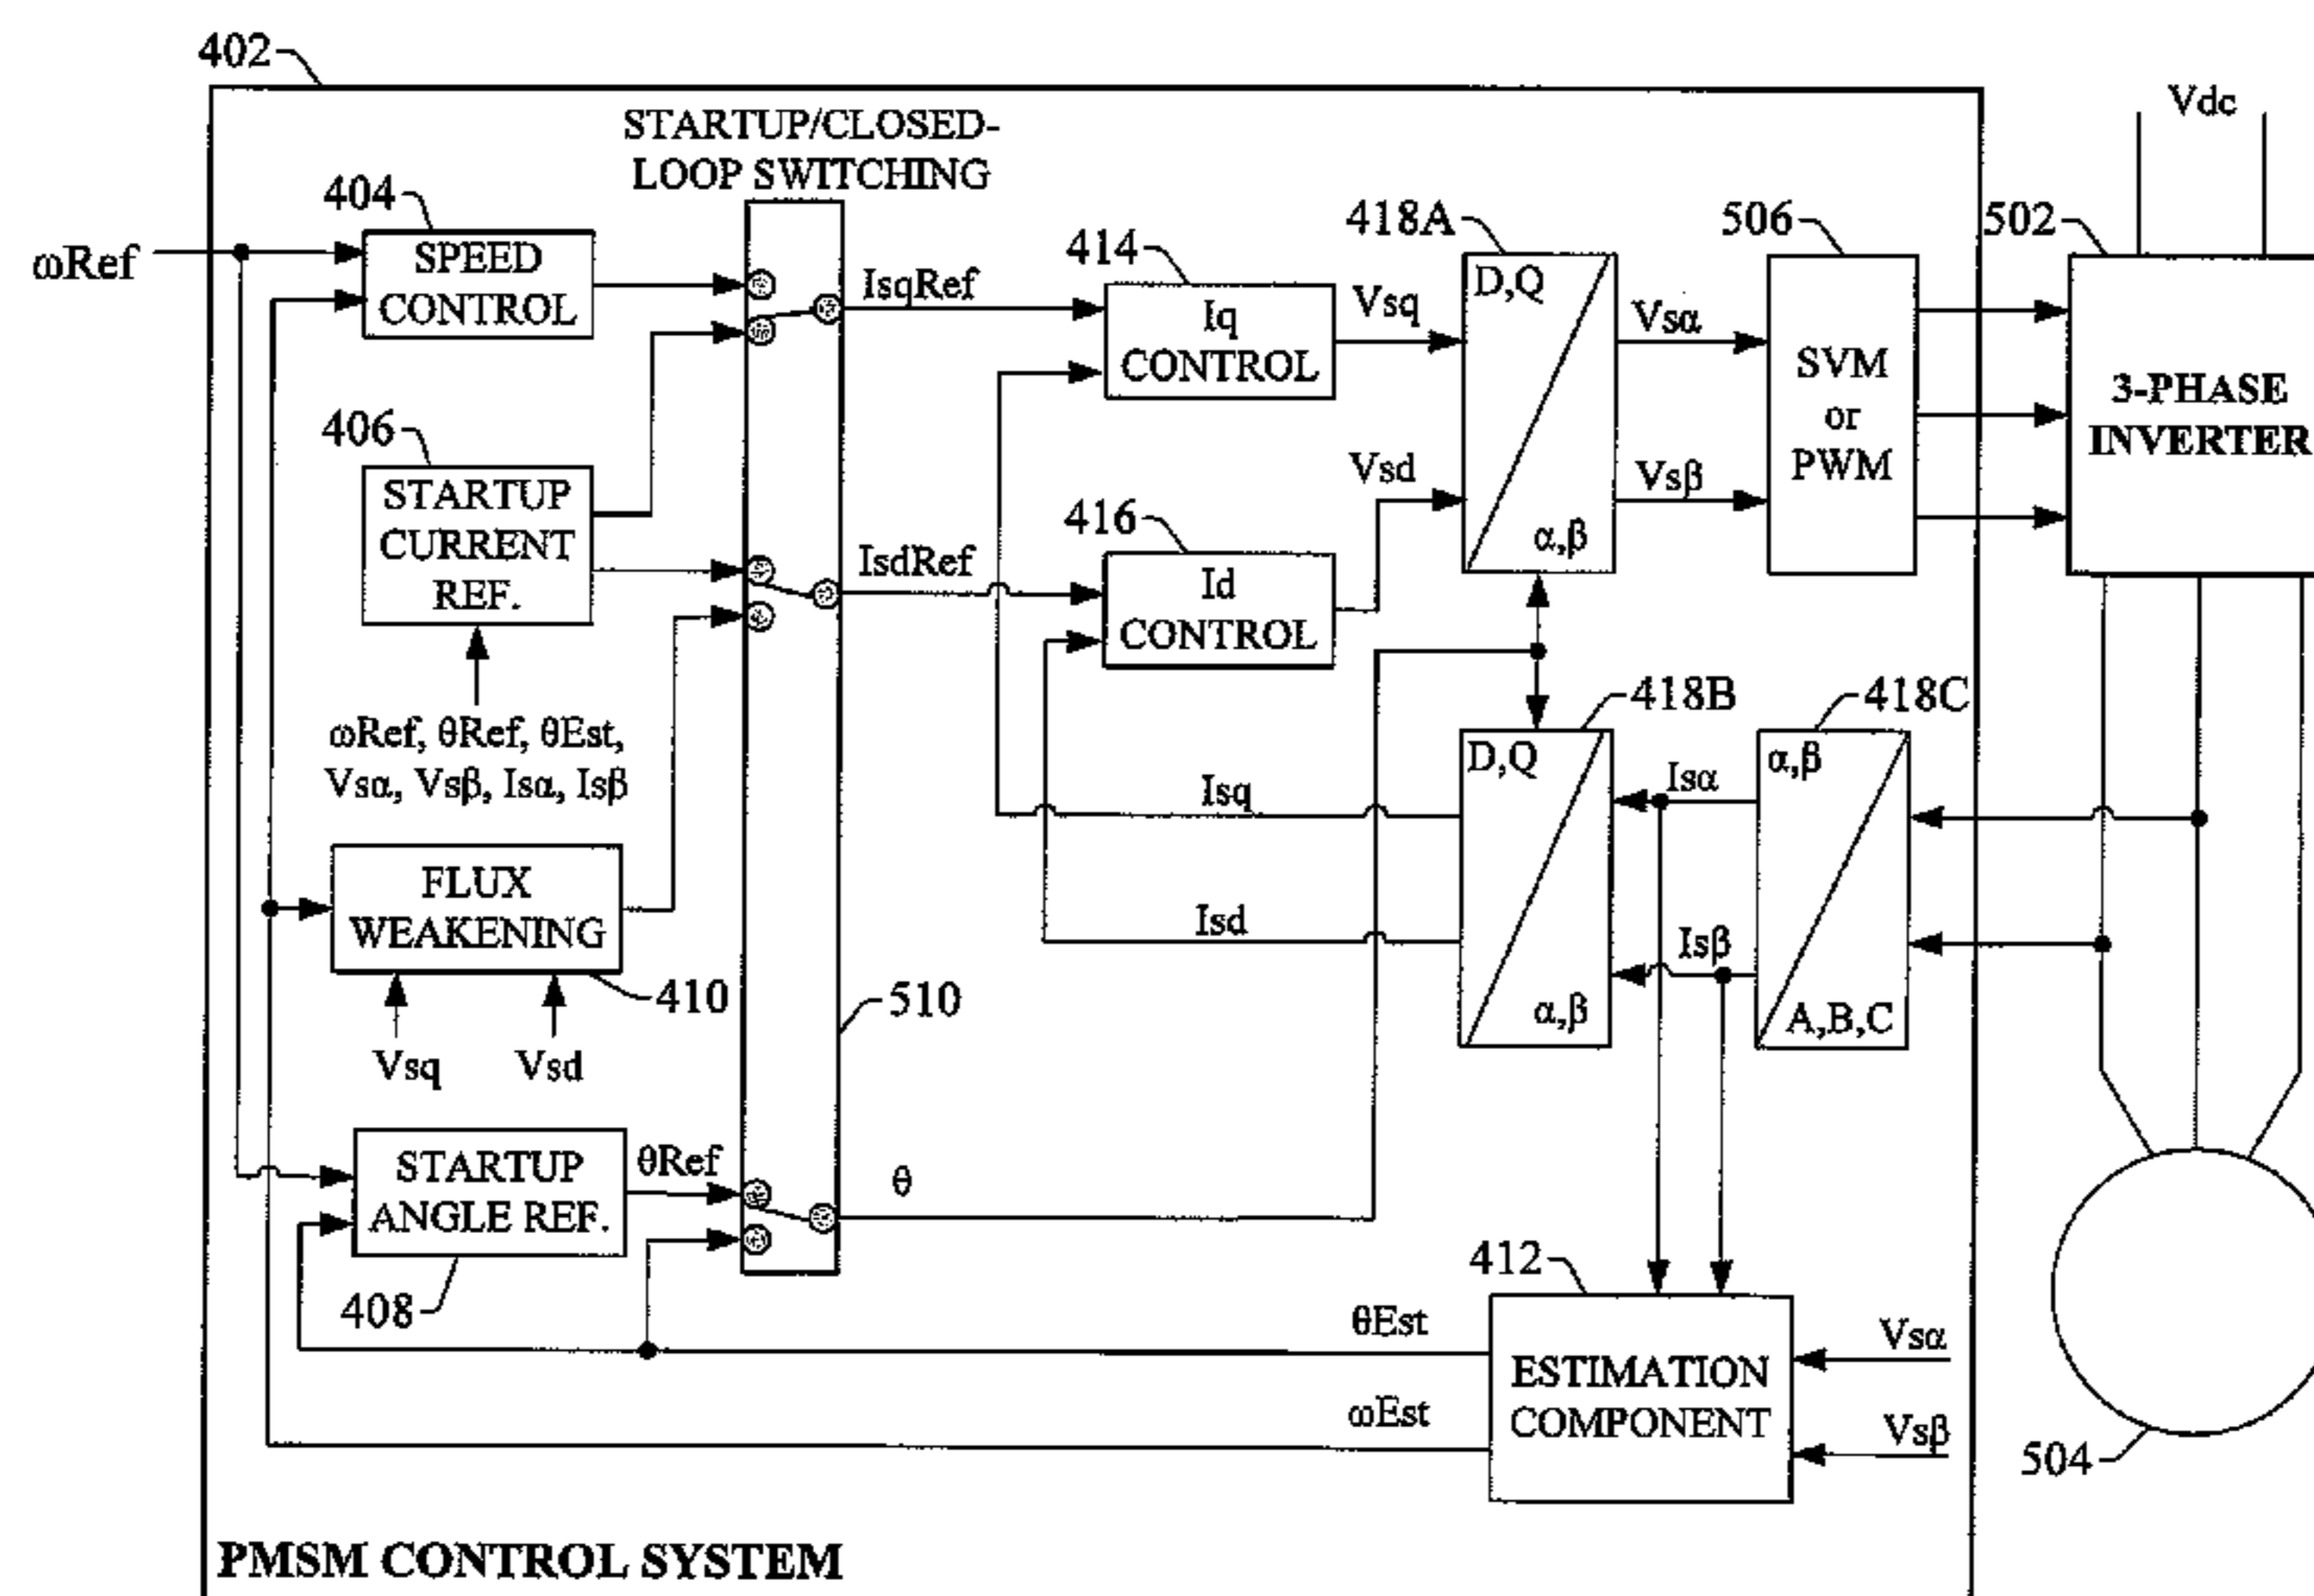 402
Vdc
STARTUP/CLOSED-
LOOP SWITCHING
404
418A
506
502
ωRef
SPEED
CONTROL
IsqRef
414
Iq
CONTROL
Vsq
D,Q
α,β
Vsα
Vsβ
SVM
or
PWM
3-PHASE
INVERTER
406
STARTUP
CURRENT
REF.
IsdRef
416
Id
CONTROL
Vsd
ωRef, θRef, θEst,
Vsα, Vsβ, Isα, Isβ
418B
418C
D,Q
α,β
Isα
Isβ
α,β
A,B,C
Isq
Isd
FLUX
WEAKENING
410
Vsq
Vsd
510
STARTUP
ANGLE REF.
θRef
θ
408
412
θEst
ωEst
ESTIMATION
COMPONENT
Vsα
Vsβ
504
PMSM CONTROL SYSTEM